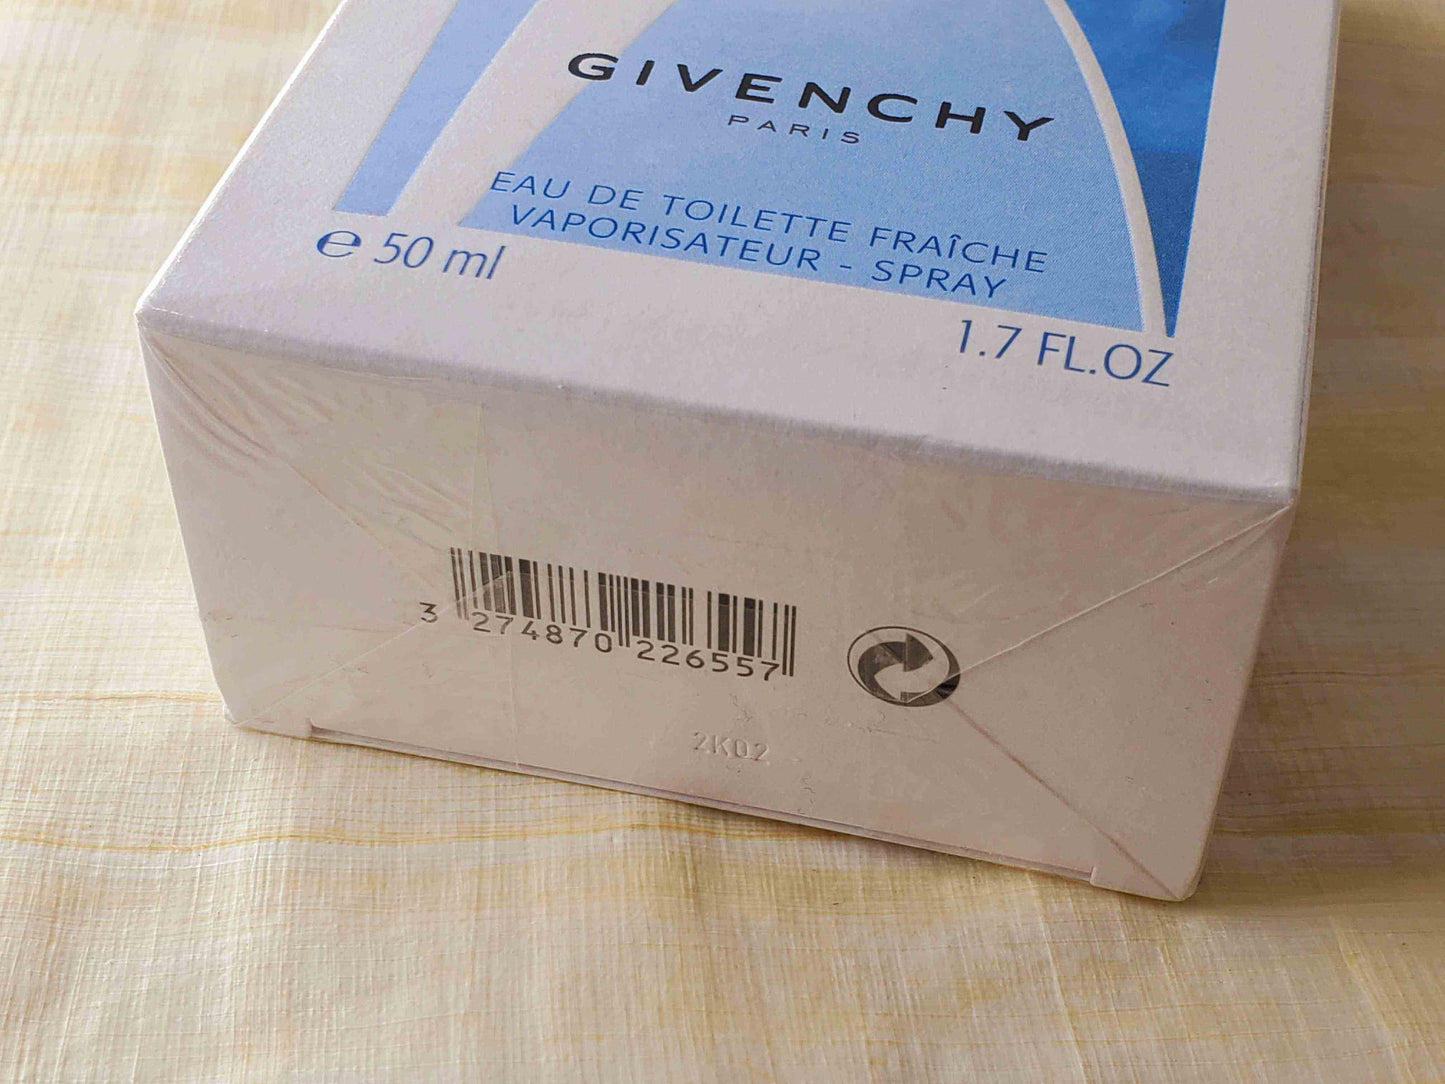 GIVENCHY
PARIS
EAU DE TOILETTE FRAÎCHE
VAPORISATEUR - SPRAY
℮ 50 ml
1.7 FL.OZ
3 274870 226557
2K02